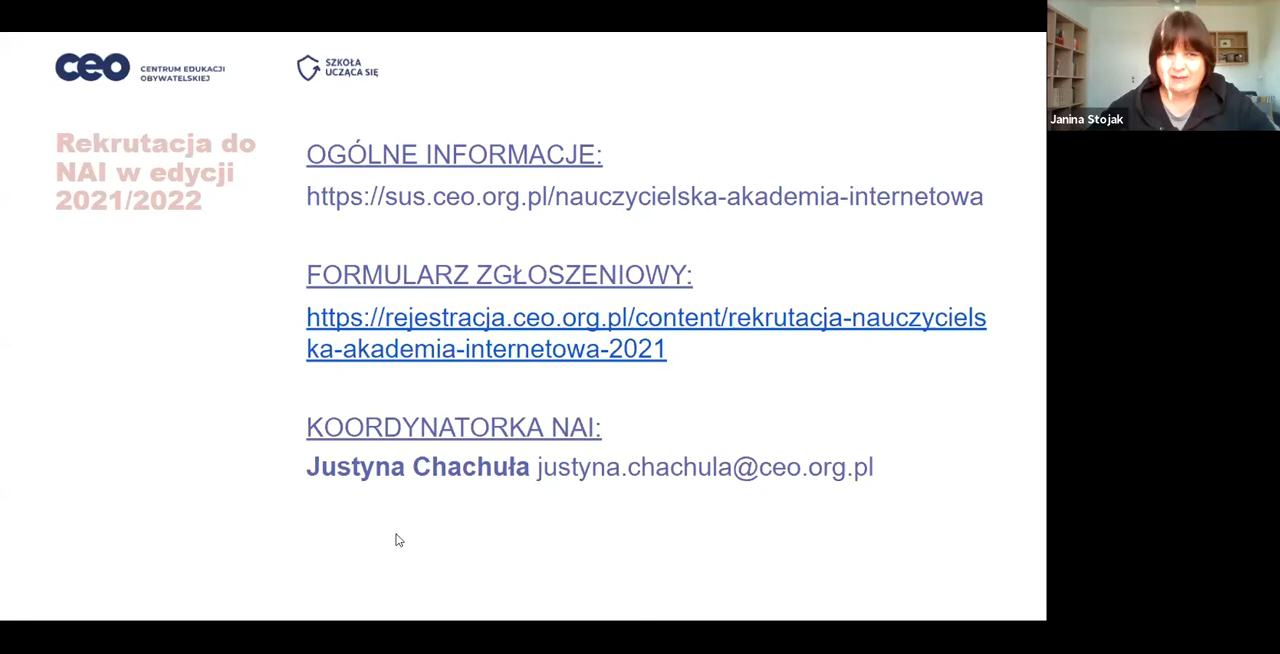 ceo CENTRUM EDUKACJI
OBYWATELSKIEJ
SZKOŁA
UCZĄCA SIĘ
Janina Stojak
Rekrutacja do
NAI w edycji
2021/2022
OGÓLNE INFORMACJE:
https://sus.ceo.org.pl/nauczycielska-akademia-internetowa
FORMULARZ ZGŁOSZENIOWY:
https://rejestracja.ceo.org.pl/content/rekrutacja-nauczyciels
ka-akademia-internetowa-2021
KOORDYNATORKA NAI:
Justyna Chachuła justyna.chachula@ceo.org.pl